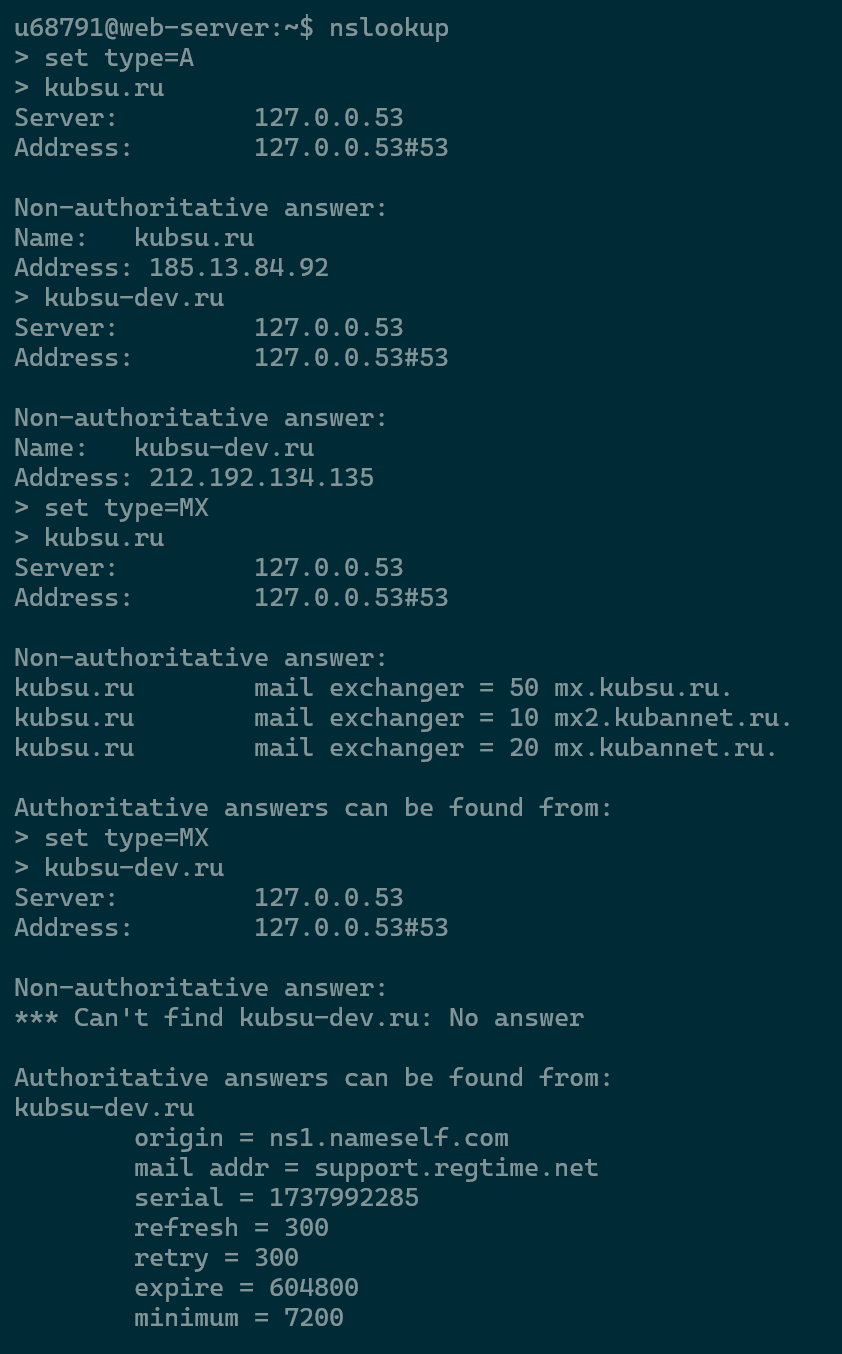 u68791@web-server:~$ nslookup
> set type=A
> kubsu.ru
Server:         127.0.0.53
Address:        127.0.0.53#53

Non-authoritative answer:
Name:   kubsu.ru
Address: 185.13.84.92
> kubsu-dev.ru
Server:         127.0.0.53
Address:        127.0.0.53#53

Non-authoritative answer:
Name:   kubsu-dev.ru
Address: 212.192.134.135
> set type=MX
> kubsu.ru
Server:         127.0.0.53
Address:        127.0.0.53#53

Non-authoritative answer:
kubsu.ru        mail exchanger = 50 mx.kubsu.ru.
kubsu.ru        mail exchanger = 10 mx2.kubannet.ru.
kubsu.ru        mail exchanger = 20 mx.kubannet.ru.

Authoritative answers can be found from:
> set type=MX
> kubsu-dev.ru
Server:         127.0.0.53
Address:        127.0.0.53#53

Non-authoritative answer:
*** Can't find kubsu-dev.ru: No answer

Authoritative answers can be found from:
kubsu-dev.ru
        origin = ns1.nameself.com
        mail addr = support.regtime.net
        serial = 1737992285
        refresh = 300
        retry = 300
        expire = 604800
        minimum = 7200